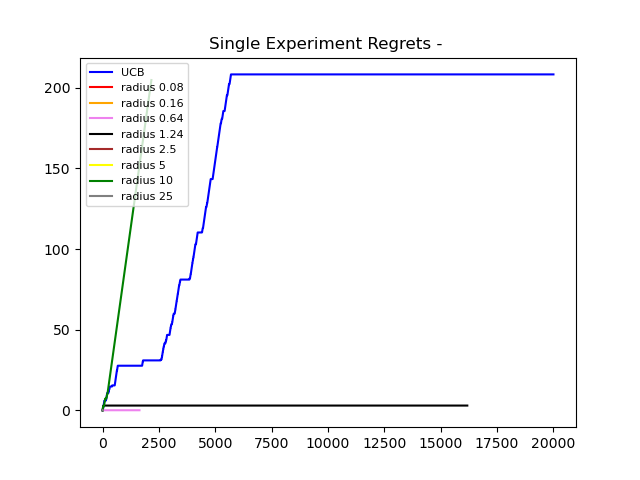 Single Experiment Regrets -
UCB
radius 0.08
radius 0.16
radius 0.64
radius 1.24
radius 2.5
radius 5
radius 10
radius 25
200
150
100
50
0
0 2500 5000 7500 10000 12500 15000 17500 20000